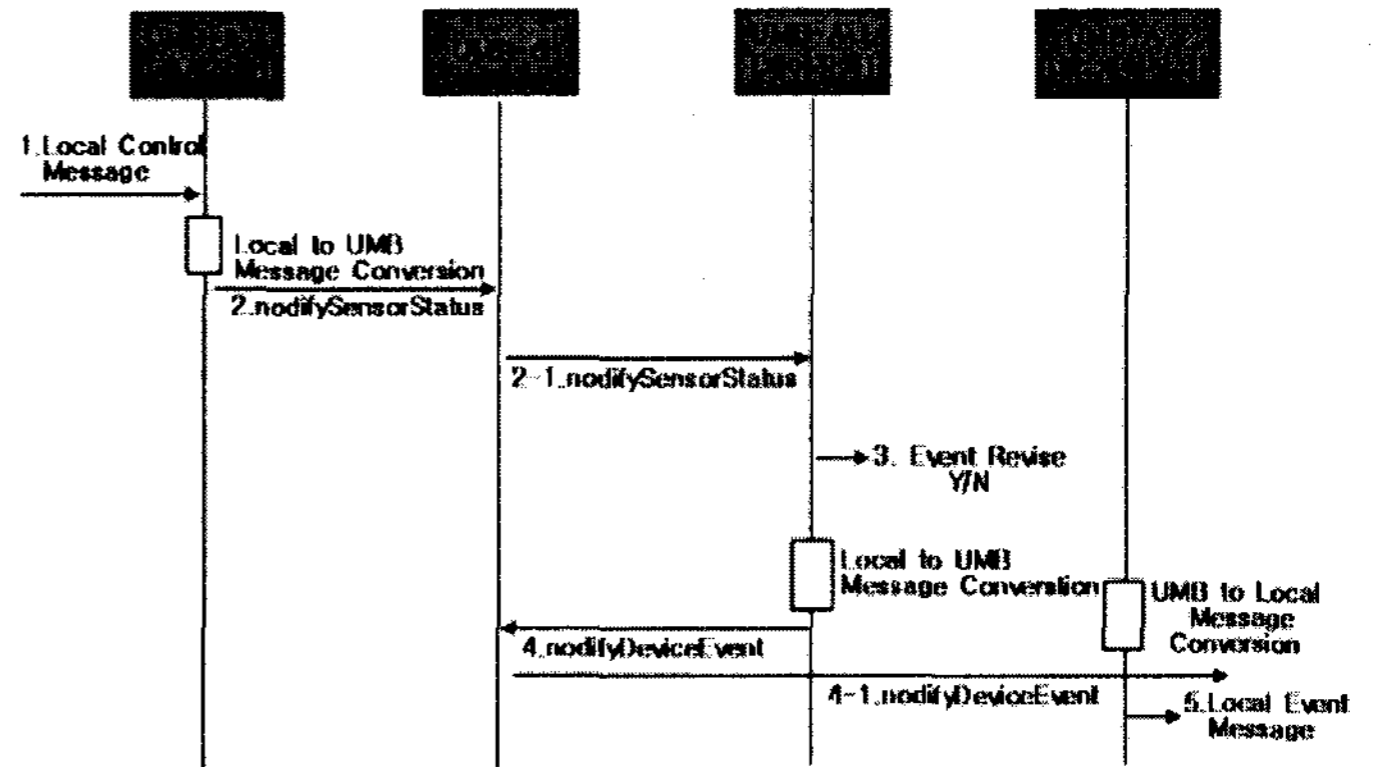 1.Local Control
Message
Local to UMB
Message Conversion
2.nodifySensorStatus
2-1.nodifySensorStatus
3. Event Revise
Y/N
Local to UMB
Message Converstion
UMB to Local
Message
Conversion
4.nodifyDeviceEvent
4-1.nodifyDeviceEvent
5.Local Event
Message